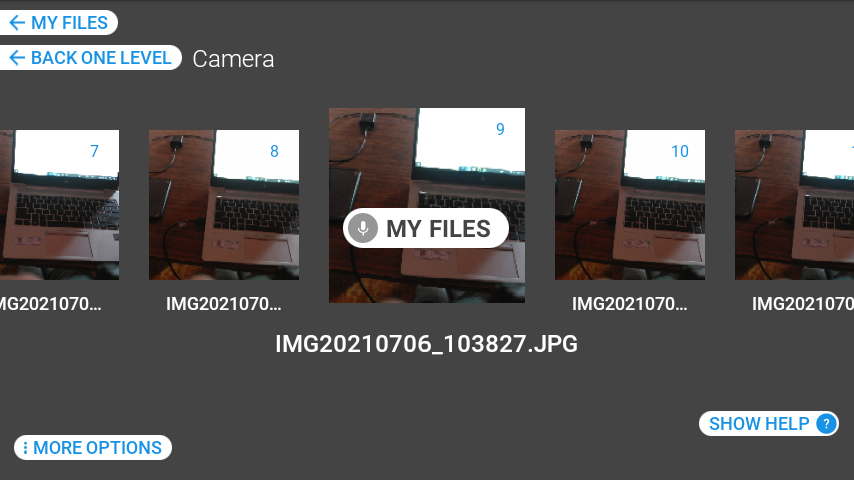 MY FILES
BACK ONE LEVEL Camera
7
8
9
10
MY FILES
MG2021070...
IMG2021070...
IMG2021070...
IMG2021070
IMG20210706_103827.JPG
SHOW HELP ?
MORE OPTIONS